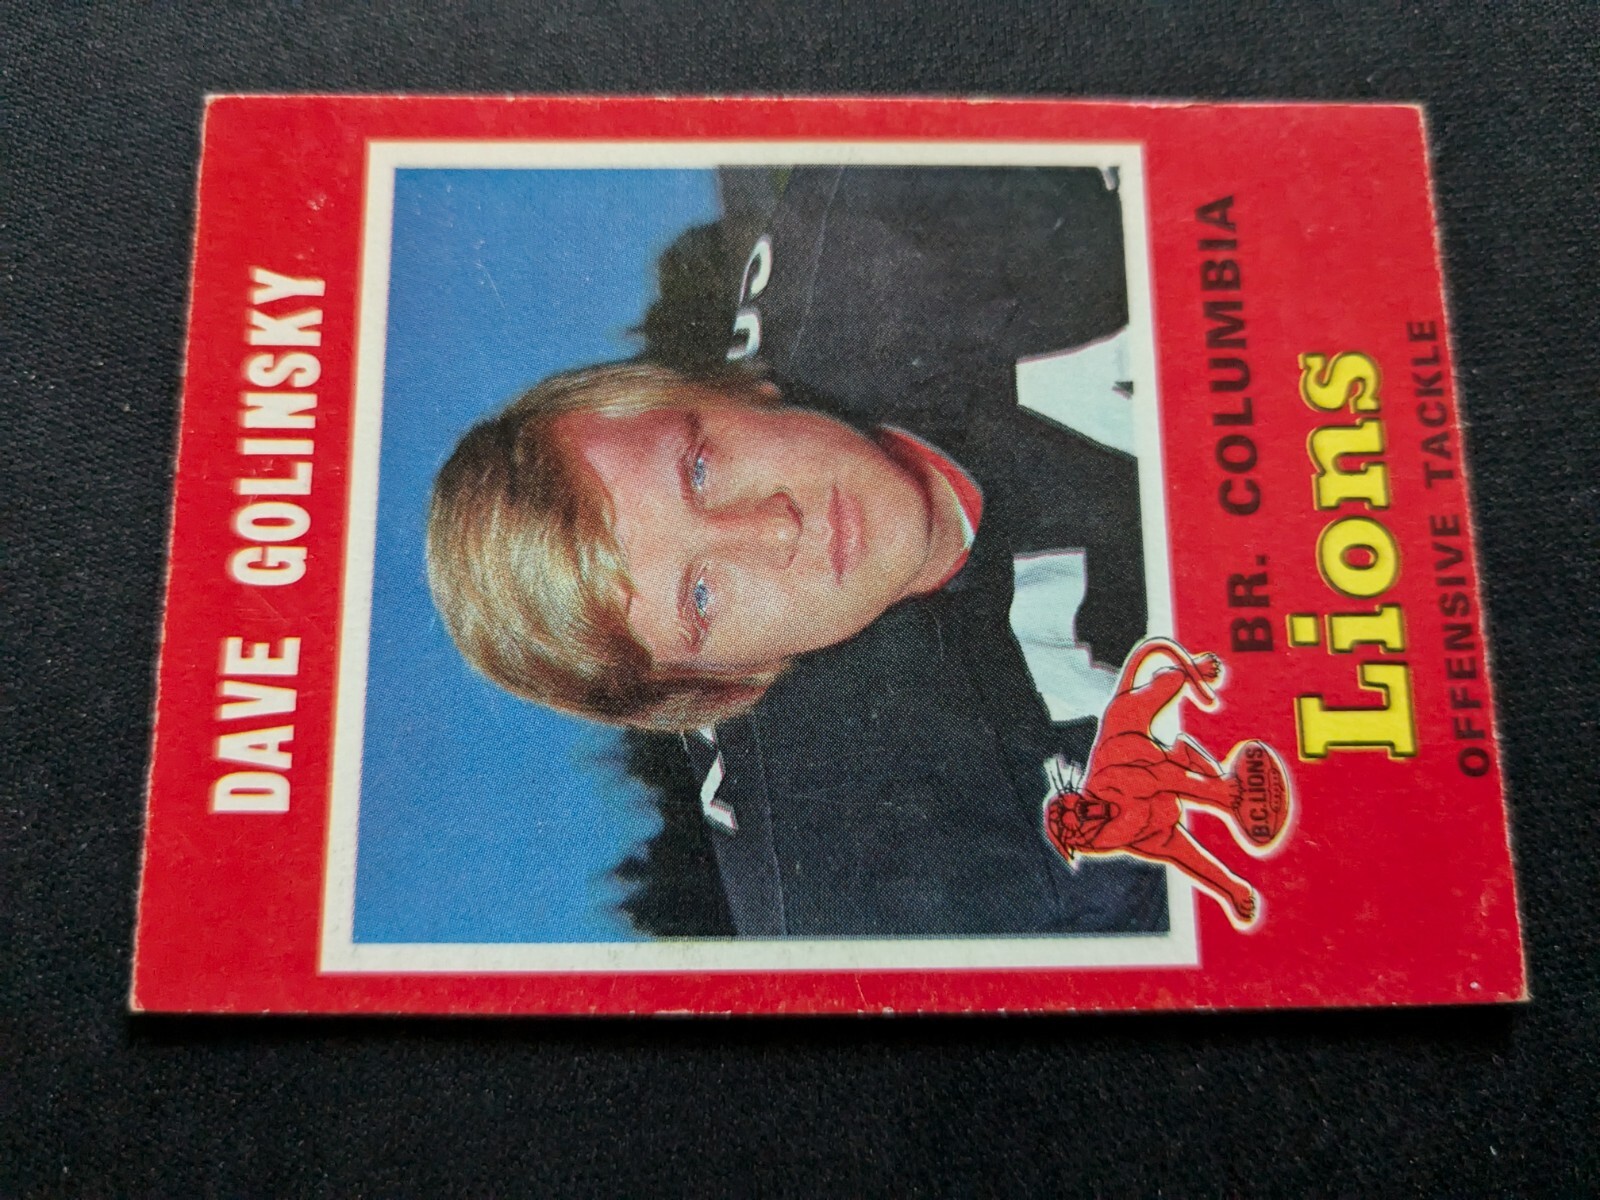 DAVE GOLINSKY
BR. COLUMBIA
Lions
OFFENSIVE TACKLE
B.C.LIONS